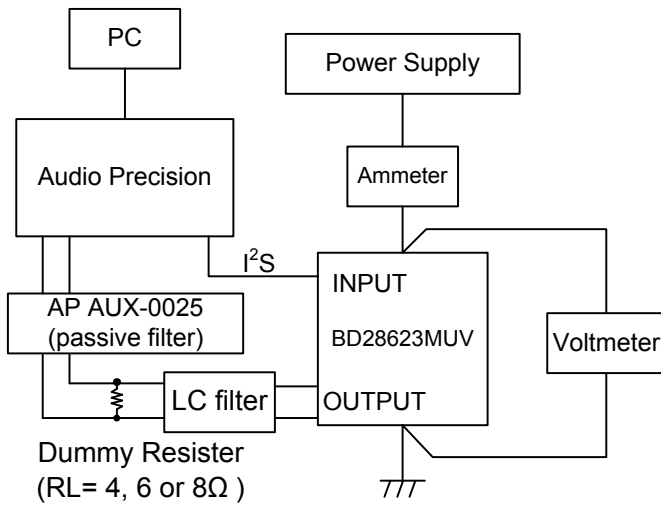 PC
Power Supply
Audio Precision
Ammeter
I²S
INPUT
AP AUX-0025
(passive filter)
BD28623MUV
Voltmeter
LC filter
OUTPUT
Dummy Resister
(RL= 4, 6 or 8Ω )